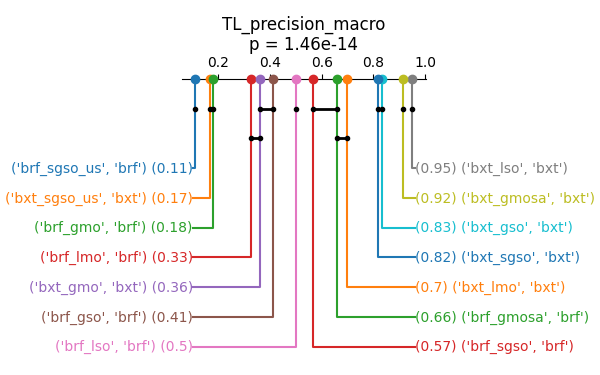 TL_precision_macro
p = 1.46e-14
0.2 0.4 0.6 0.8 1.0
('brf_sgso_us', 'brf') (0.11)
(0.95) ('bxt_lso', 'bxt')
('bxt_sgso_us', 'bxt') (0.17)
(0.92) ('bxt_gmosa', 'bxt')
('brf_gmo', 'brf') (0.18)
(0.83) ('bxt_gso', 'bxt')
('brf_lmo', 'brf') (0.33)
(0.82) ('bxt_sgso', 'bxt')
('bxt_gmo', 'bxt') (0.36)
(0.7) ('bxt_lmo', 'bxt')
('brf_gso', 'brf') (0.41)
(0.66) ('brf_gmosa', 'brf')
('brf_lso', 'brf') (0.5)
(0.57) ('brf_sgso', 'brf')